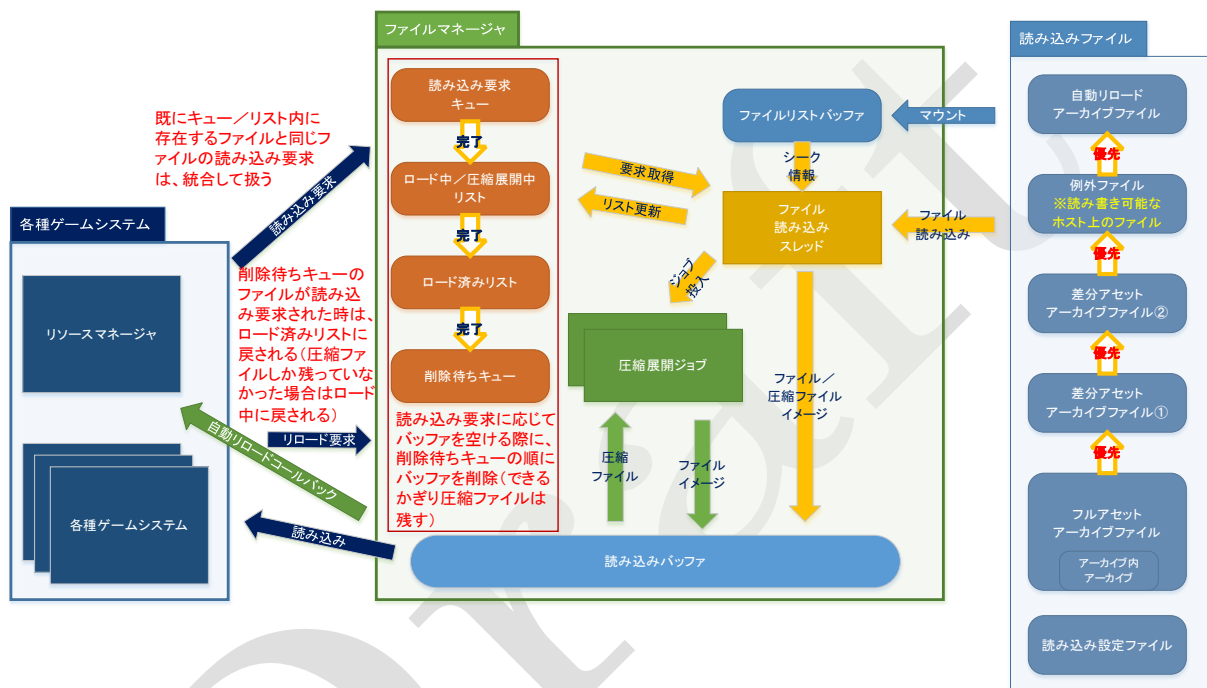 ファイルマネージャ
読み込み要求
キュー
完了
ロード中／圧縮展開中
リスト
完了
ロード済みリスト
完了
削除待ちキュー
読み込み要求に応じて
バッファを空ける際に、
削除待ちキューの順に
バッファを削除（できる
かぎり圧縮ファイルは
残す）
ファイルリストバッファ
マウント
シーク
情報
要求取得
リスト更新
ファイル
読み込み
スレッド
ファイル
読み込み
ジョブ
投入
圧縮展開ジョブ
ファイル／
圧縮ファイル
イメージ
圧縮
ファイル
ファイル
イメージ
読み込みバッファ
既にキュー／リスト内に
存在するファイルと同じフ
ァイルの読み込み要求
は、統合して扱う
読み込み要求
各種ゲームシステム
リソースマネージャ
削除待ちキューの
ファイルが読み込
み要求された時は、
ロード済みリストに
戻される（圧縮ファ
イルしか残っていな
かった場合はロード
中に戻される）
リロード要求
自動リロードコールバック
読み込み
各種ゲームシステム
読み込みファイル
自動リロード
アーカイブファイル
優先
例外ファイル
※読み書き可能な
ホスト上のファイル
優先
差分アセット
アーカイブファイル②
優先
差分アセット
アーカイブファイル①
優先
フルアセット
アーカイブファイル
アーカイブ内
アーカイブ
読み込み設定ファイル
Draft